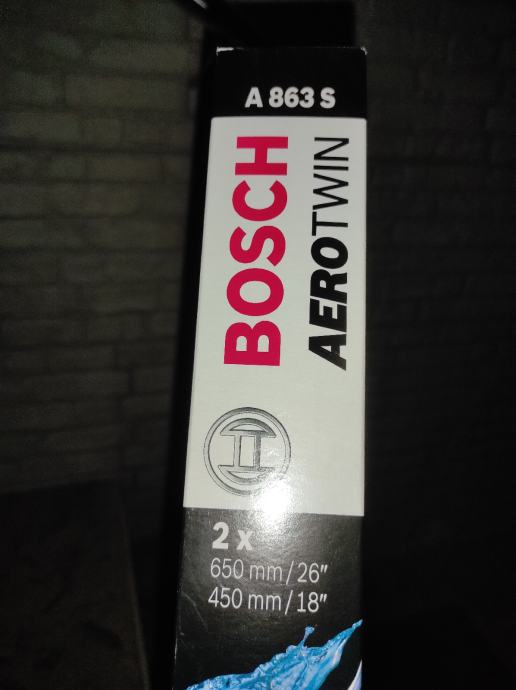 A 863 S
BOSCH
AEROTWIN
2 x
650 mm/26″
450 mm/18″